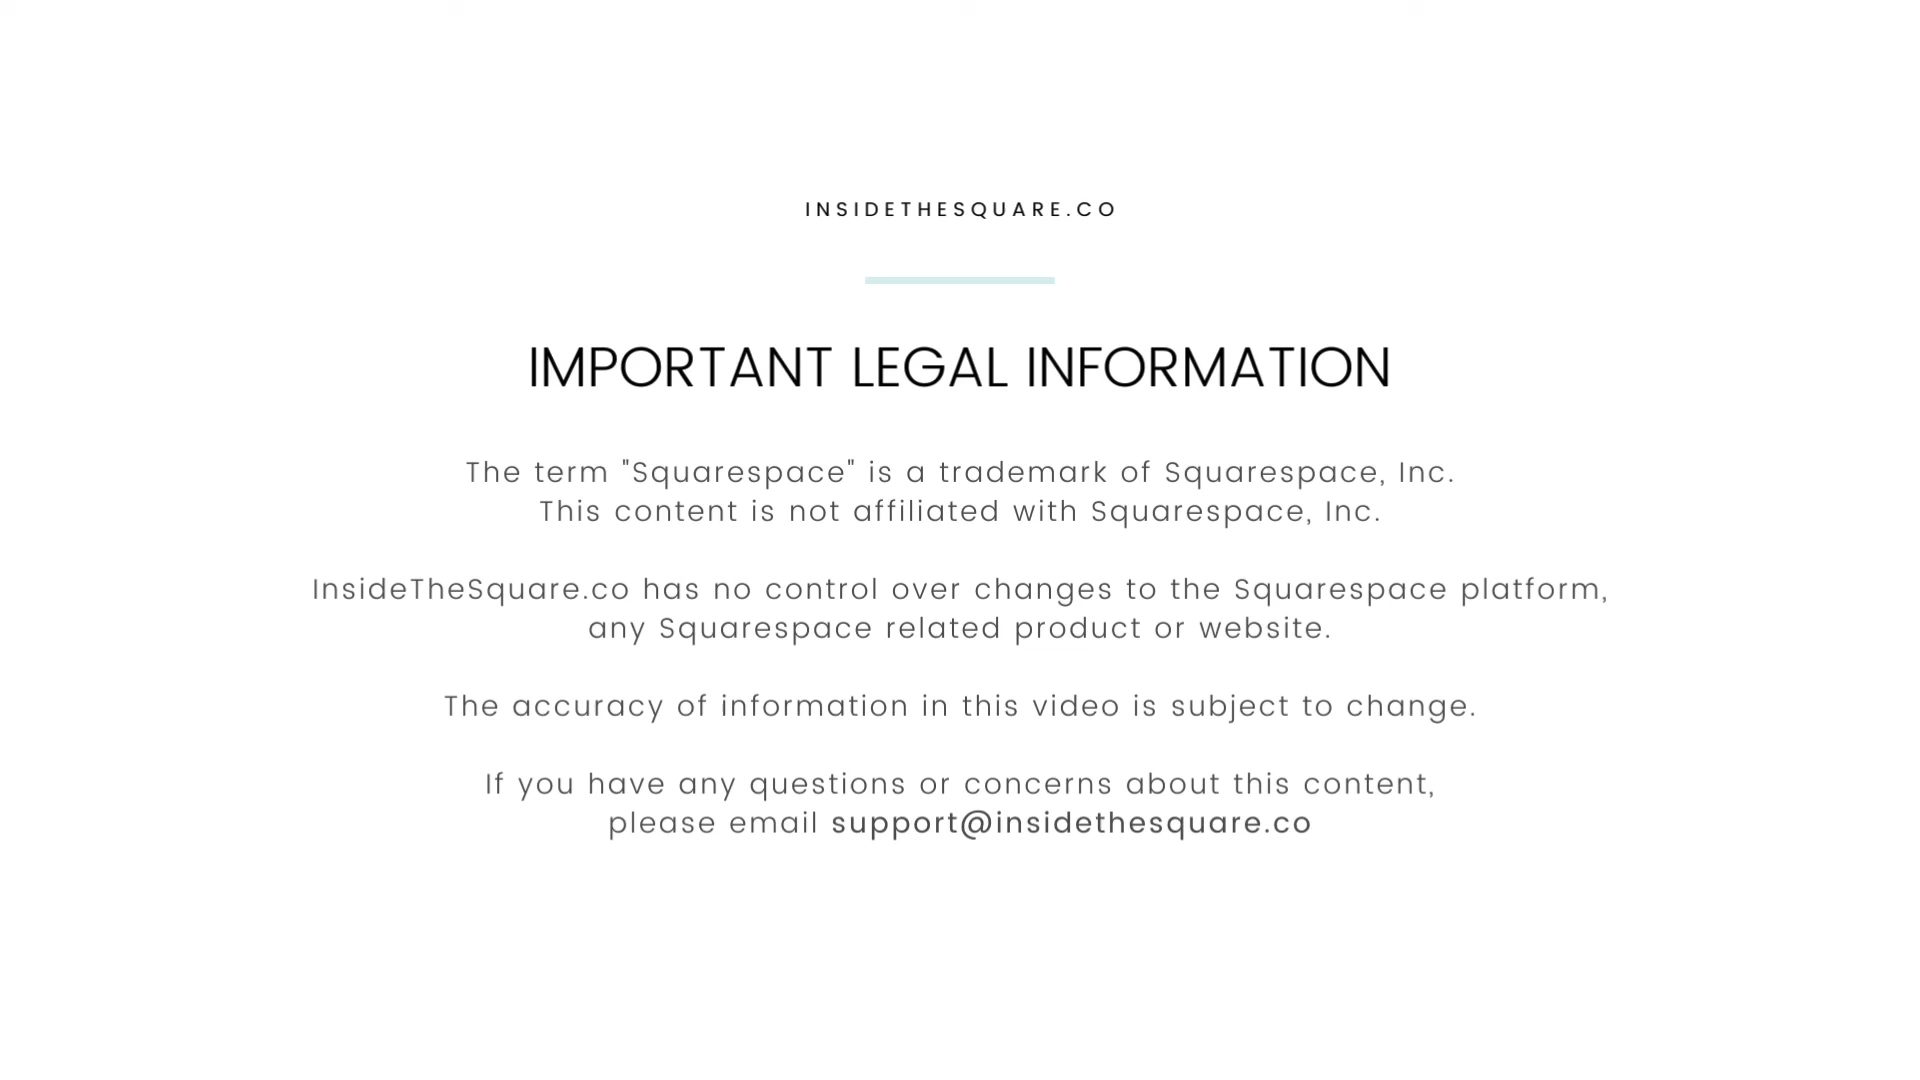 INSIDETHESQUARE.CO
IMPORTANT LEGAL INFORMATION
The term "Squarespace" is a trademark of Squarespace, Inc.
This content is not affiliated with Squarespace, Inc.
InsideTheSquare.co has no control over changes to the Squarespace platform,
any Squarespace related product or website.
The accuracy of information in this video is subject to change.
If you have any questions or concerns about this content,
please email support@insidethesquare.co